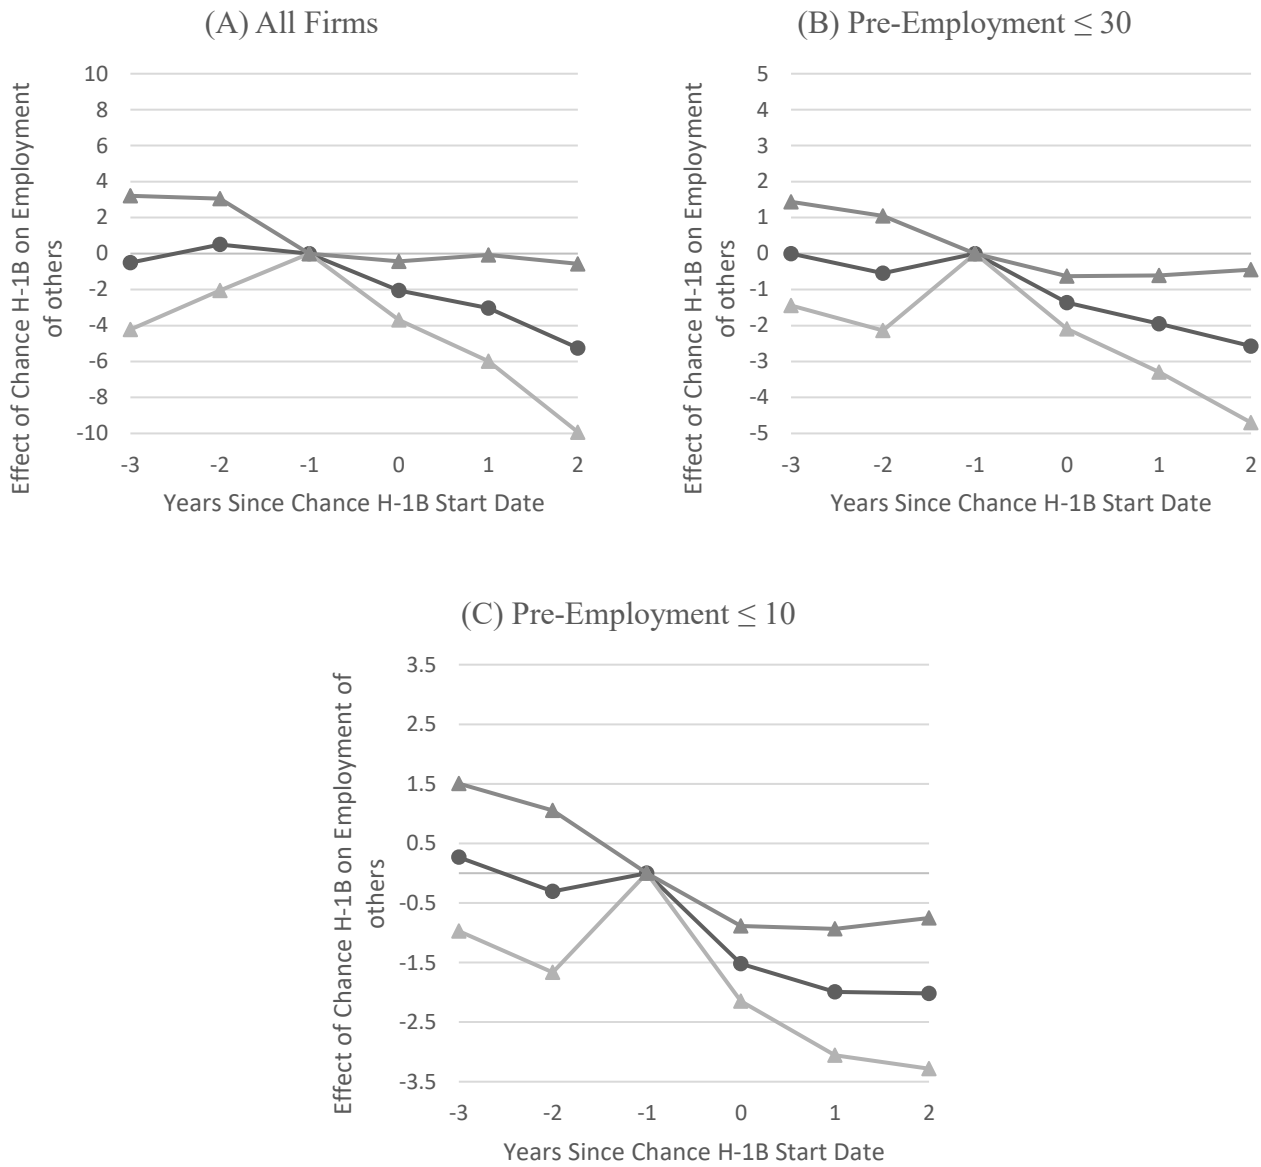 (A) All Firms
Effect of Chance H-1B on Employment
of others
10
8
6
4
2
0
-2
-4
-6
-8
-10
-3 -2 -1 0 1 2
Years Since Chance H-1B Start Date
(B) Pre-Employment ≤ 30
Effect of Chance H-1B on Employment
of others
5
4
3
2
1
0
-1
-2
-3
-4
-5
-3 -2 -1 0 1 2
Years Since Chance H-1B Start Date
(C) Pre-Employment ≤ 10
Effect of Chance H-1B on Employment of
others
3.5
2.5
1.5
0.5
-0.5
-1.5
-2.5
-3.5
-3 -2 -1 0 1 2
Years Since Chance H-1B Start Date